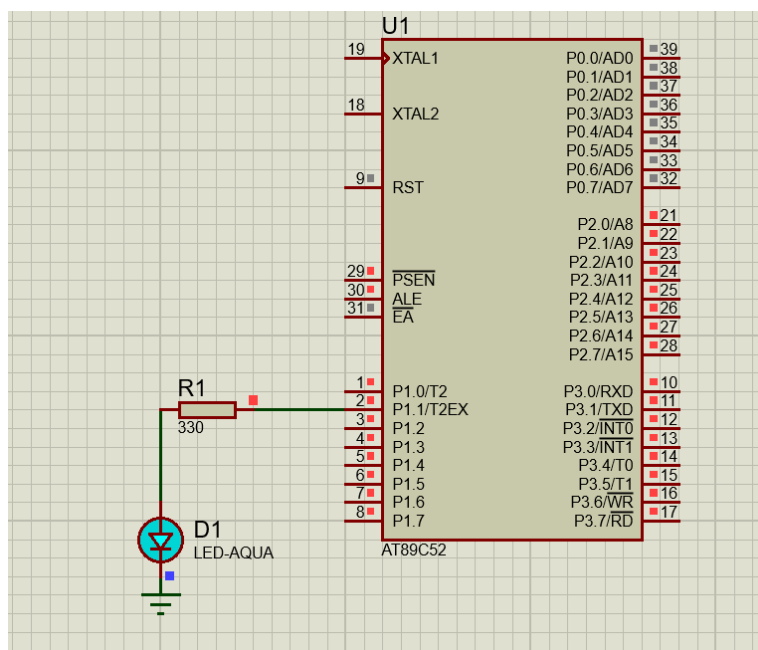 U1
19 XTAL1
18 XTAL2
9 RST
29 PSEN
30 ALE
31 EA
1 P1.0/T2
2 P1.1/T2EX
3 P1.2
4 P1.3
5 P1.4
6 P1.5
7 P1.6
8 P1.7
P0.0/AD0 39
P0.1/AD1 38
P0.2/AD2 37
P0.3/AD3 36
P0.4/AD4 35
P0.5/AD5 34
P0.6/AD6 33
P0.7/AD7 32
P2.0/A8 21
P2.1/A9 22
P2.2/A10 23
P2.3/A11 24
P2.4/A12 25
P2.5/A13 26
P2.6/A14 27
P2.7/A15 28
P3.0/RXD 10
P3.1/TXD 11
P3.2/INT0 12
P3.3/INT1 13
P3.4/T0 14
P3.5/T1 15
P3.6/WR 16
P3.7/RD 17
AT89C52
R1
330
D1
LED-AQUA